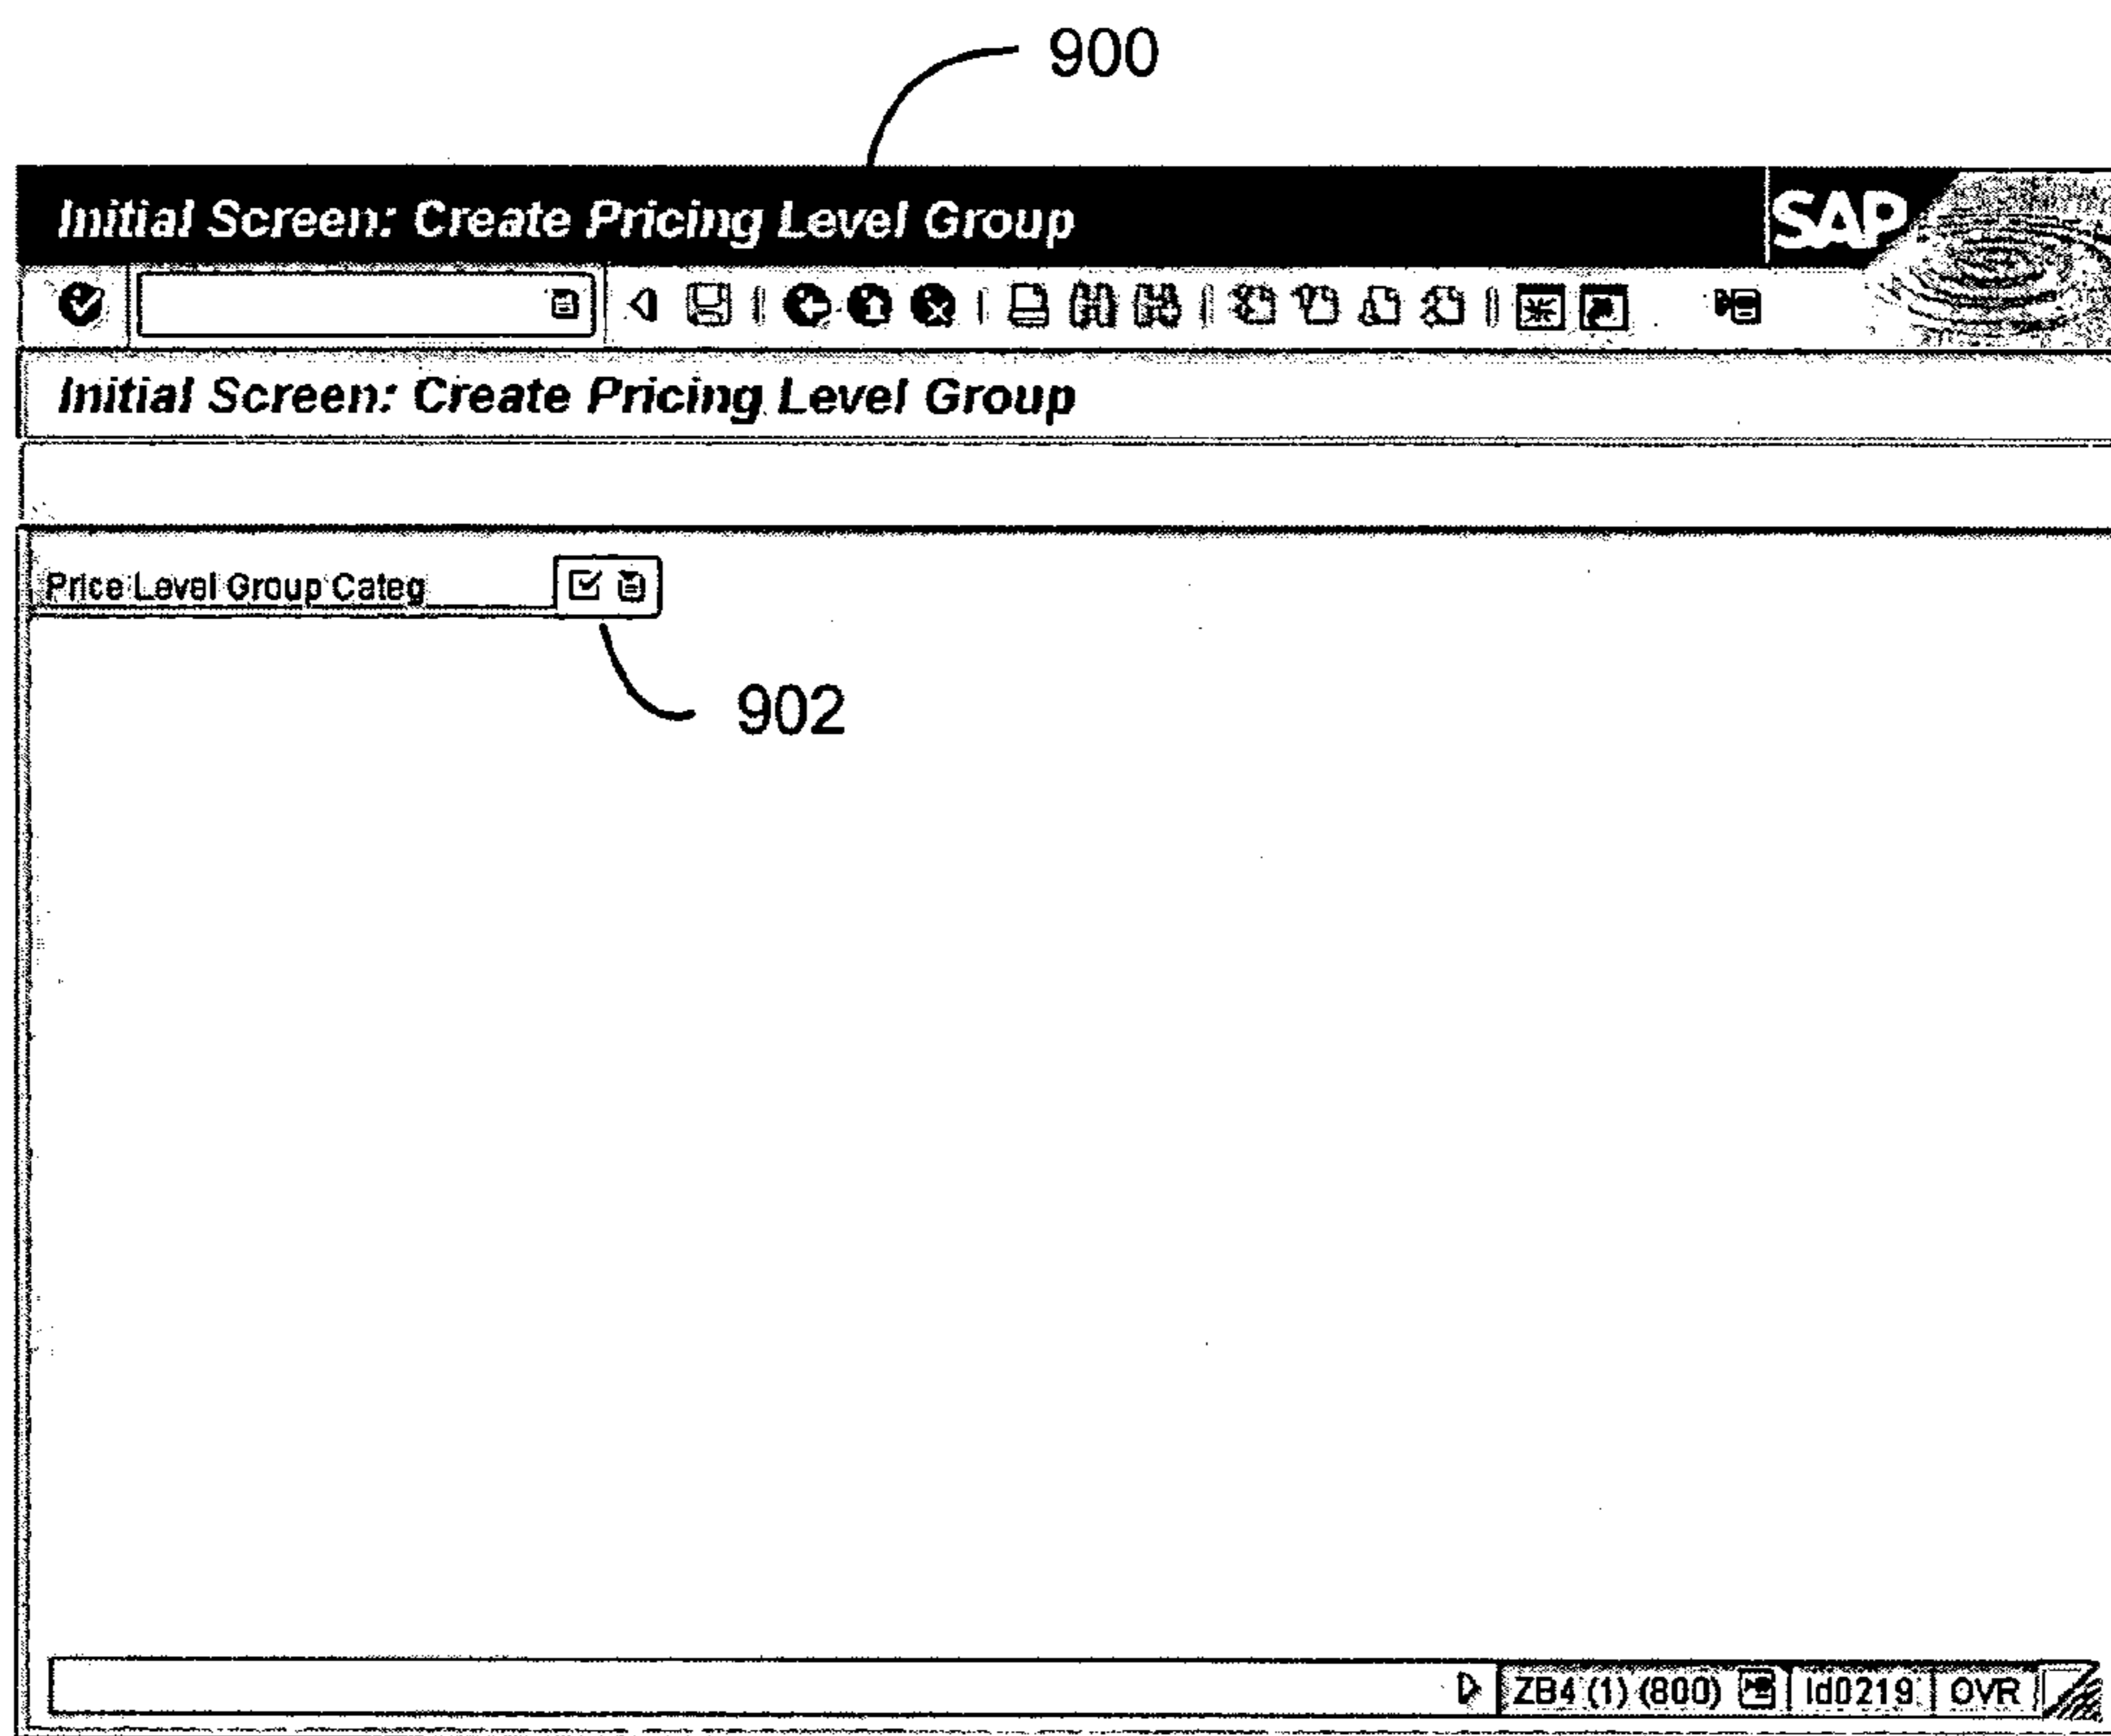 900
Initial Screen: Create Pricing Level Group
SAP
Initial Screen: Create Pricing Level Group
Price Level Group Categ
902
ZB4 (1) (800) ld0219 OVR